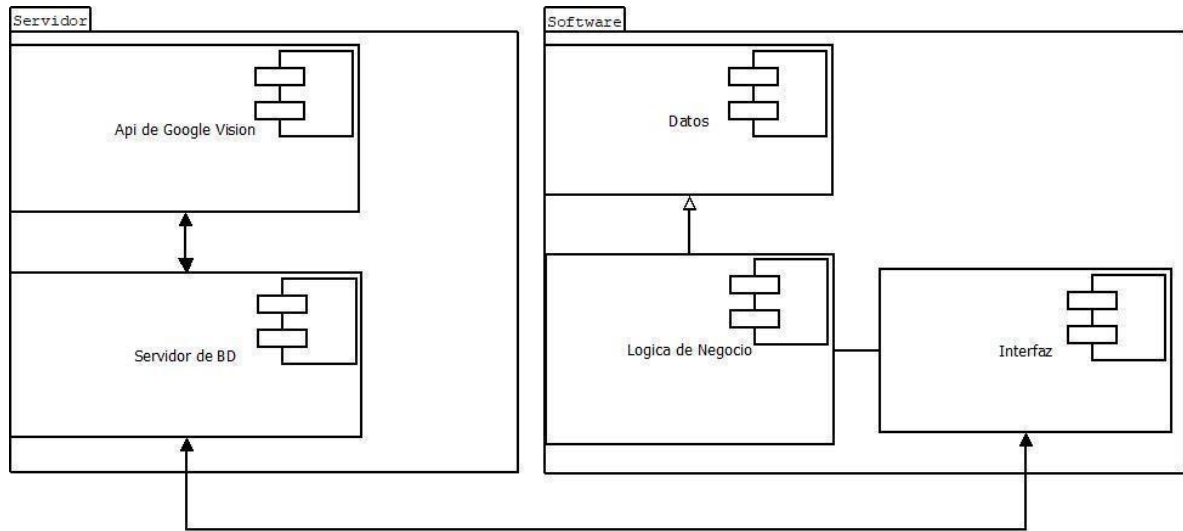 Servidor
Api de Google Vision
Servidor de BD
Software
Datos
Logica de Negocio
Interfaz